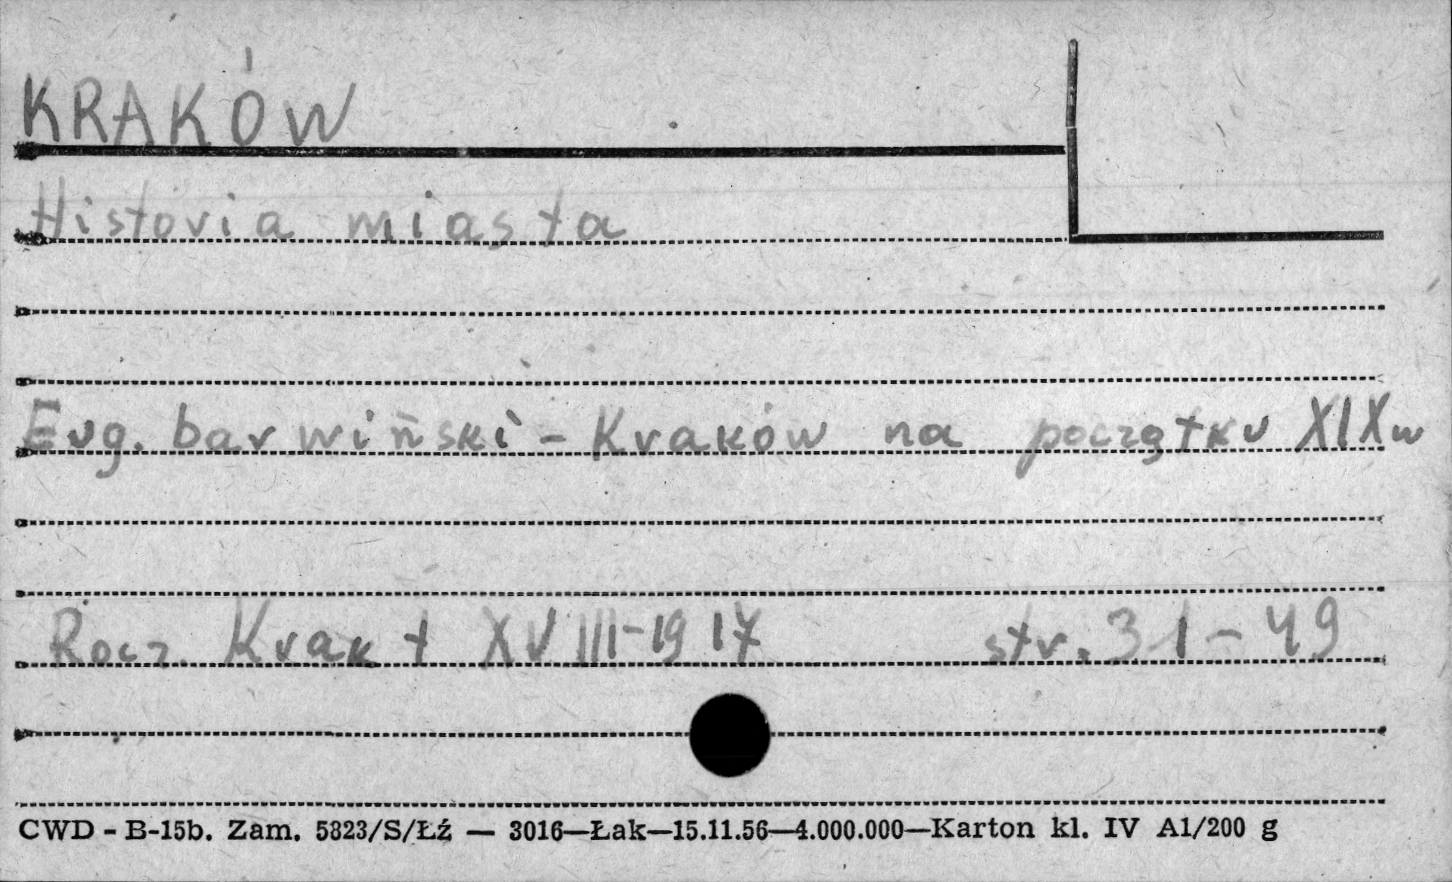 KRAKÓW
Historia miasta
Eug. barwiński - Kraków na początku XIX w
Rocz. Krak t XVIII-1917 str. 31-49
CWD - B-15b. Zam. 5823/S/Łź — 3016—Łak—15.11.56—4.000.000—Karton kl. IV A1/200 g